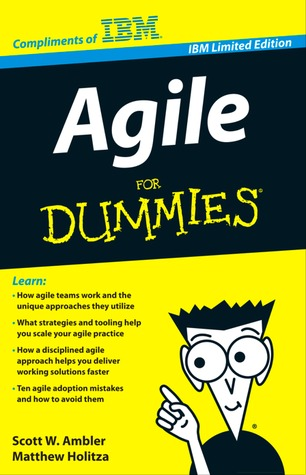 Compliments of IBM®
IBM Limited Edition
Agile
FOR
DUMMIES®
Learn:
• How agile teams work and the
unique approaches they utilize
• What strategies and tooling help
you scale your agile practice
• How a disciplined agile
approach helps you deliver
working solutions faster
• Ten agile adoption mistakes
and how to avoid them
®
Scott W. Ambler
Matthew Holitza